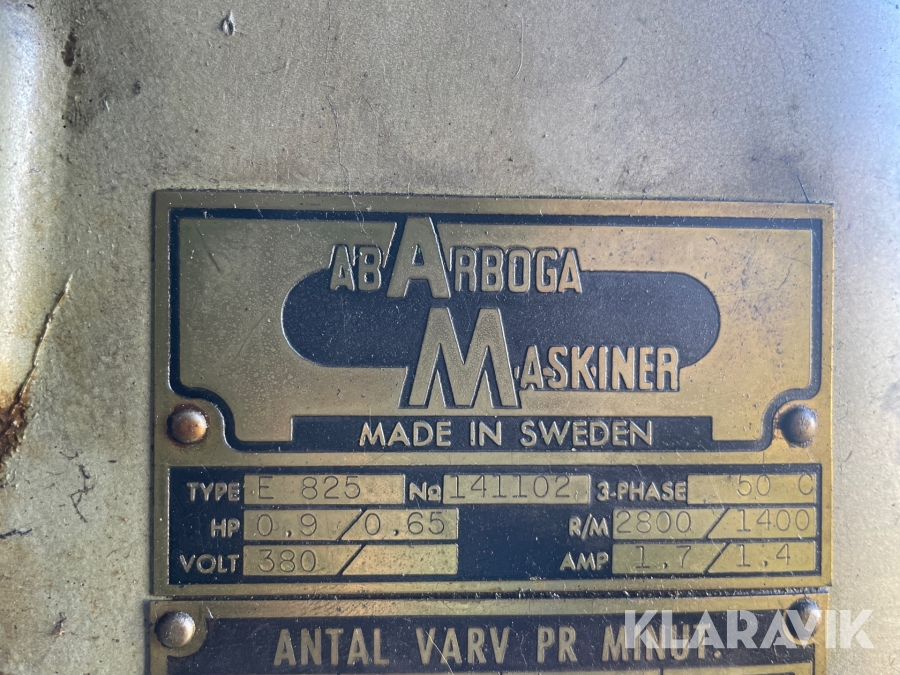 AB ARBOGA
MASKINER
MADE IN SWEDEN
TYPE E 825 No 141102 3-PHASE 50 C
HP 0,9 / 0,65 R/M 2800 / 1400
VOLT 380 / AMP 1,7 / 1,4
ANTAL VARV PR MINUT.
KLARAVIK